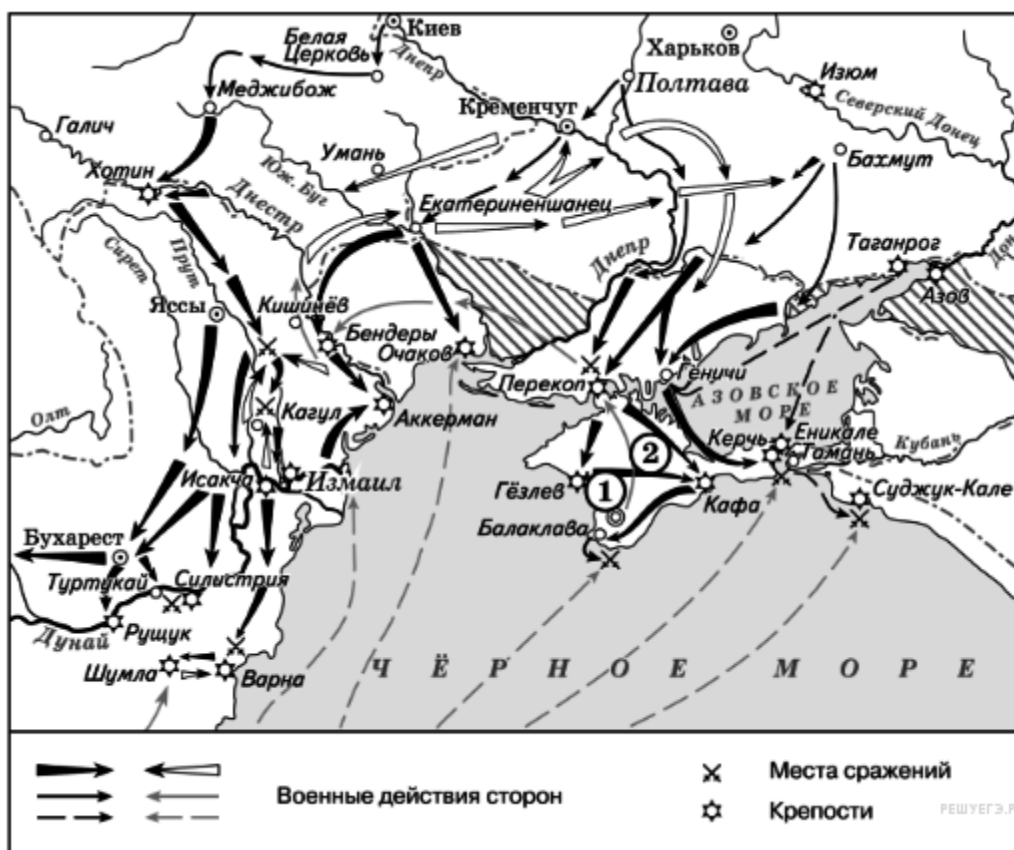 Киев
Белая
Церковь
Днепр
Харьков
Изюм
Северский Донец
Полтава
Меджибож
Кременчуг
Галич
Умань
Бахмут
Хотин
Юж. Буг
Днестр
Екатериненшанец
Сирет
Прут
Днепр
Таганрог
Дон
Азов
Яссы
Кишинёв
Бендеры
Очаков
Перекоп
Геничи
АЗОВСКОЕ
МОРЕ
Олт
Кагул
Аккерман
Керчь
Еникале
Тамань
Кубань
Исакча
Измаил
Гёзлев
1
2
Кафа
Суджук-Кале
Балаклава
Бухарест
Туртукай
Силистрия
Дунай
Рущук
Шумла
Варна
ЧЁРНОЕ МОРЕ
Военные действия сторон
Места сражений
Крепости
РЕШУЕГЭ.Р